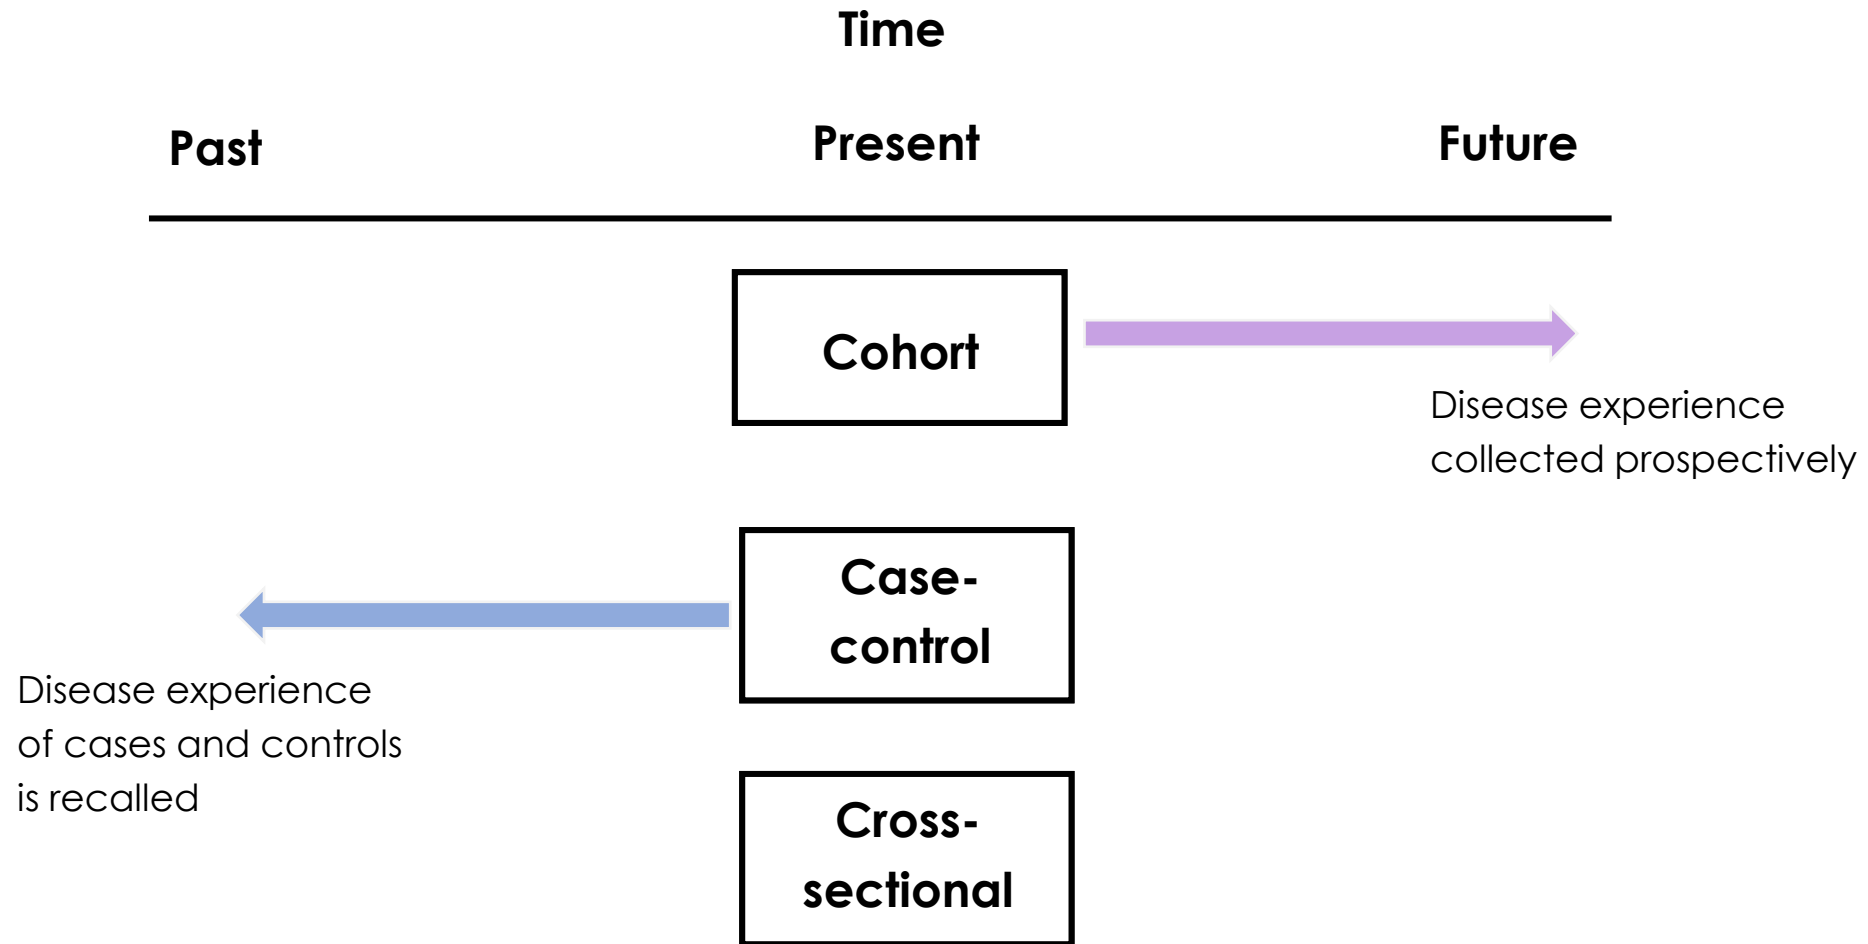 Time
Past Present Future
Cohort
Disease experience
collected prospectively
Case-
control
Disease experience
of cases and controls
is recalled
Cross-
sectional